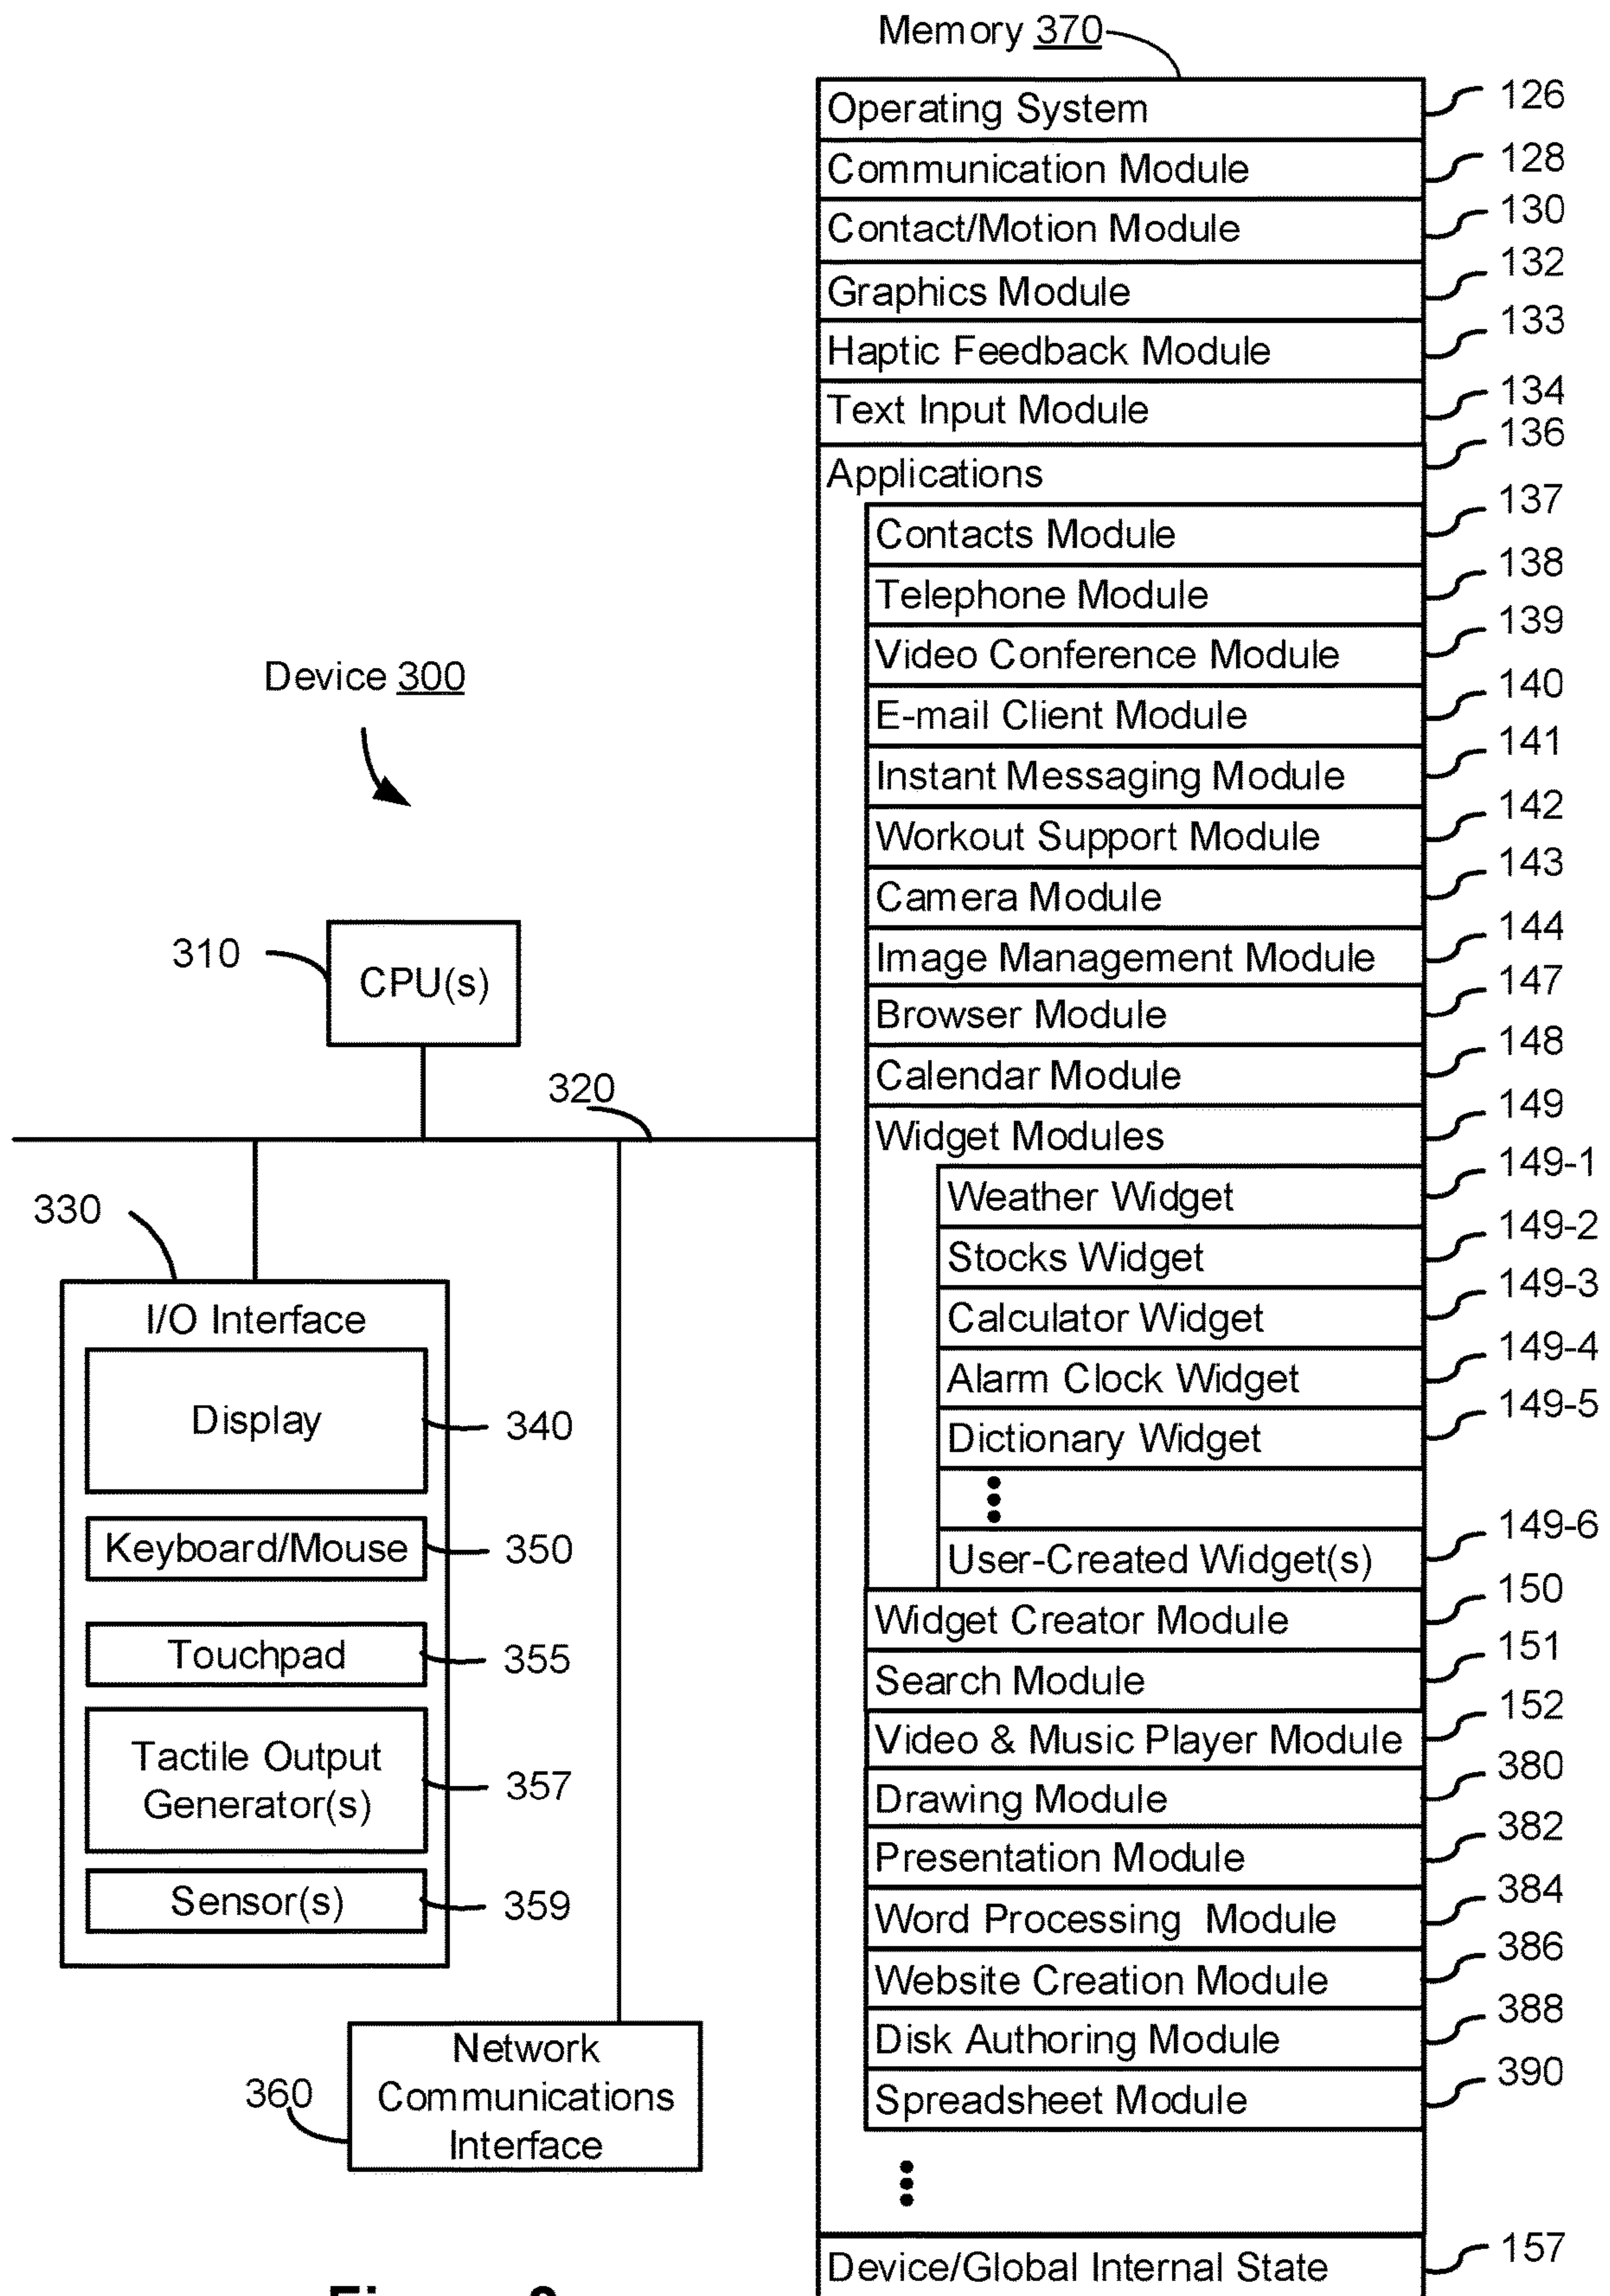 Memory 370
Operating System 126
Communication Module 128
Contact/Motion Module 130
Graphics Module 132
Haptic Feedback Module 133
Text Input Module 134
Applications 136
Contacts Module 137
Telephone Module 138
Video Conference Module 139
E-mail Client Module 140
Instant Messaging Module 141
Workout Support Module 142
Camera Module 143
Image Management Module 144
Browser Module 147
Calendar Module 148
Widget Modules 149
Weather Widget 149-1
Stocks Widget 149-2
Calculator Widget 149-3
Alarm Clock Widget 149-4
Dictionary Widget 149-5
User-Created Widget(s) 149-6
Widget Creator Module 150
Search Module 151
Video & Music Player Module 152
Drawing Module 380
Presentation Module 382
Word Processing Module 384
Website Creation Module 386
Disk Authoring Module 388
Spreadsheet Module 390
Device/Global Internal State 157
Device 300
310
CPU(s)
320
330
I/O Interface
Display 340
Keyboard/Mouse 350
Touchpad 355
Tactile Output
Generator(s) 357
Sensor(s) 359
360
Network
Communications
Interface